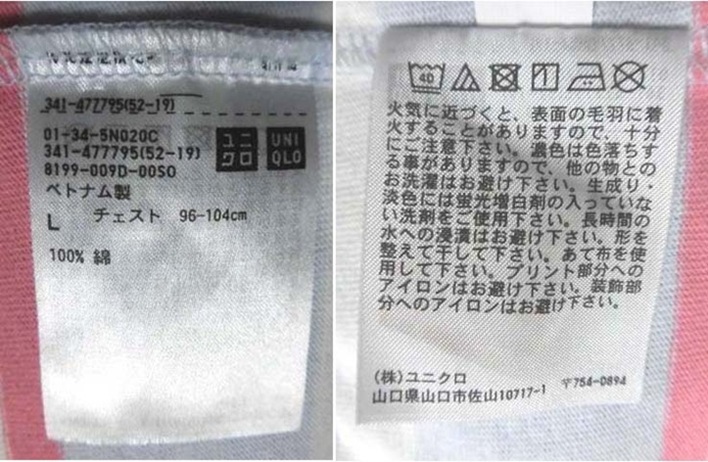 341-477795(52-19)
01-34-5N020C
341-477795(52-19)
8199-009D-00SO
ユニ
クロ
UNI
QLO
ベトナム製
L チェスト 96-104cm
100% 綿
40
火気に近づくと、表面の毛羽に着
火することがありますので、十分
にご注意下さい。濃色は色落ちす
る事がありますので、他の物との
お洗濯はお避け下さい。生成り・
淡色には蛍光増白剤の入っていな
い洗剤をご使用下さい。長時間の
水への浸漬はお避け下さい。形を
整えて干して下さい。あて布を使
用して下さい。プリント部分への
アイロンはお避け下さい。装飾部
分へのアイロンはお避け下さい。
(株)ユニクロ
山口県山口市佐山10717-1 〒754-0894